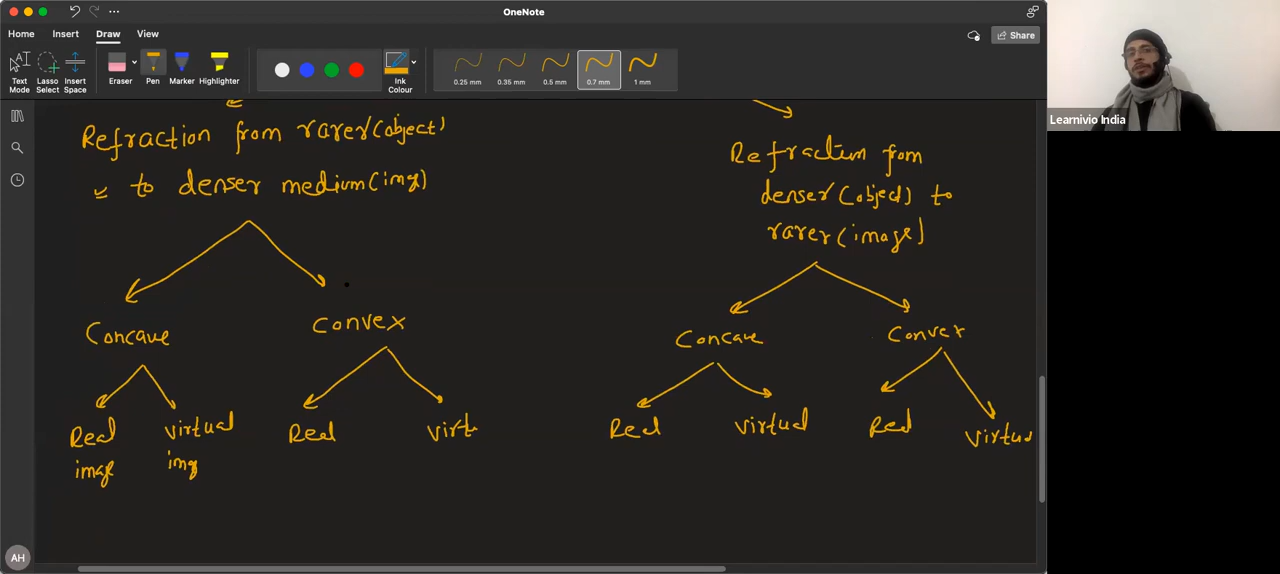 OneNote
Home Insert Draw View
Share
Text Mode
Lasso Select
Insert Space
Eraser
Pen
Marker
Highlighter
Ink Colour
0.25 mm
0.35 mm
0.5 mm
0.7 mm
1 mm
Learnivio India
Refraction from rarer(object)
to denser medium(img)
Concave
Convex
Real image
virtual img
Real
virtu
Refraction from
denser(object) to
rarer(image)
Concave
Convex
Real
virtual
Real
virtual
AH